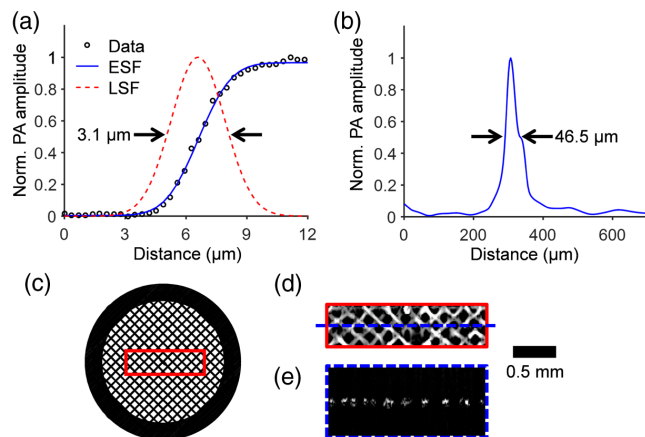 (a)
Norm. PA amplitude
1
0.8
0.6
0.4
0.2
0
Data
ESF
LSF
3.1 µm
0 3 6 9 12
Distance (µm)
(b)
Norm. PA amplitude
1
0.8
0.6
0.4
0.2
0
46.5 µm
0 200 400 600
Distance (µm)
(c)
(d)
(e)
0.5 mm